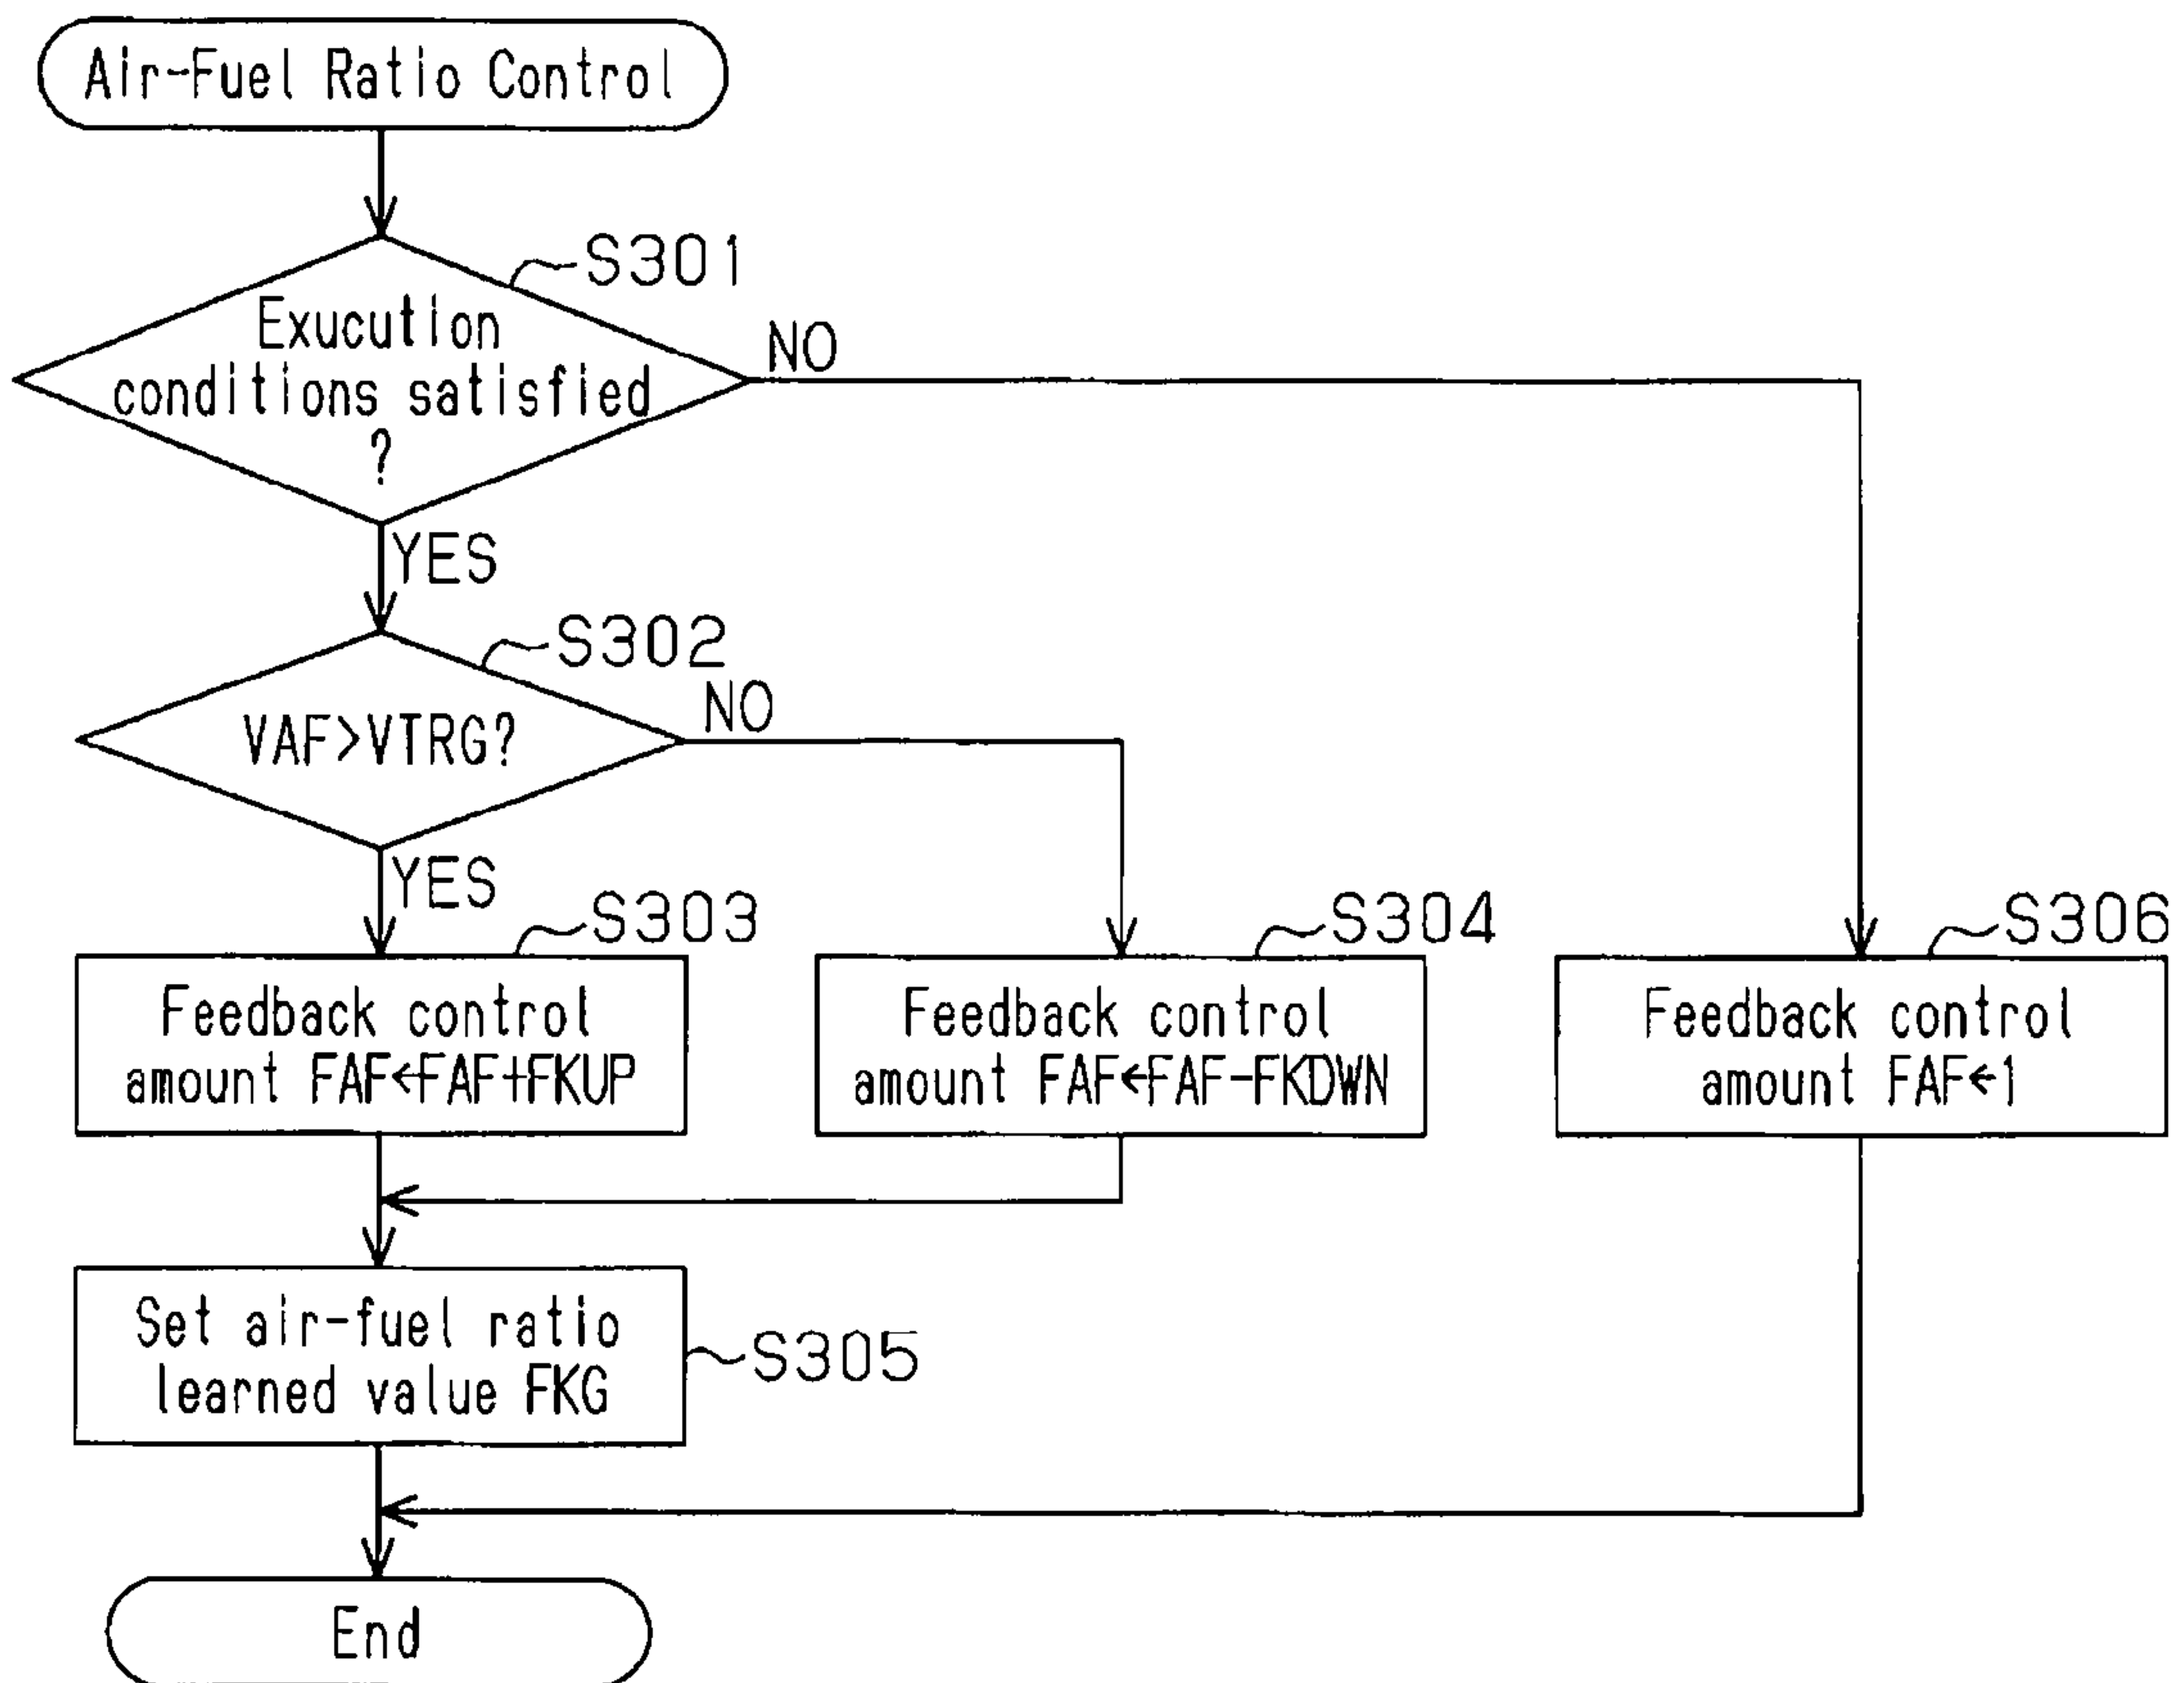 Air-Fuel Ratio Control
S301
Exucution
conditions satisfied
?
NO
YES
S302
VAF>VTRG?
NO
YES
S303
S304
S306
Feedback control
amount FAF←FAF+FKUP
Feedback control
amount FAF←FAF-FKDWN
Feedback control
amount FAF←1
Set air-fuel ratio
learned value FKG
S305
End